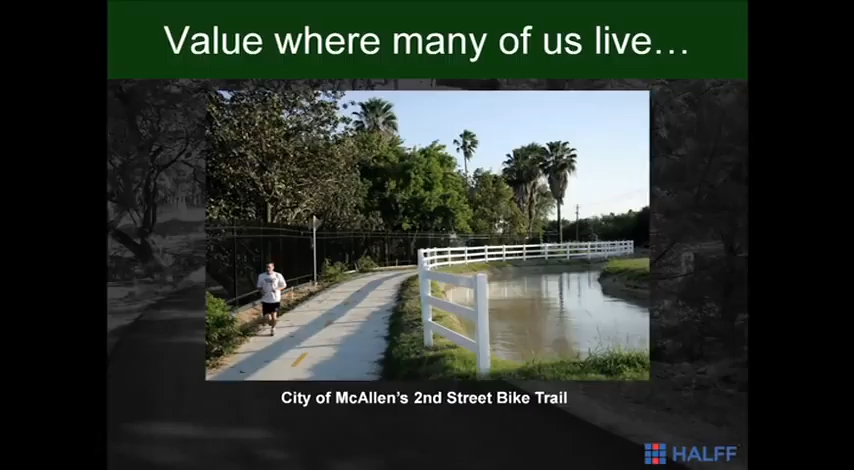 Value where many of us live…
City of McAllen's 2nd Street Bike Trail
HALFF